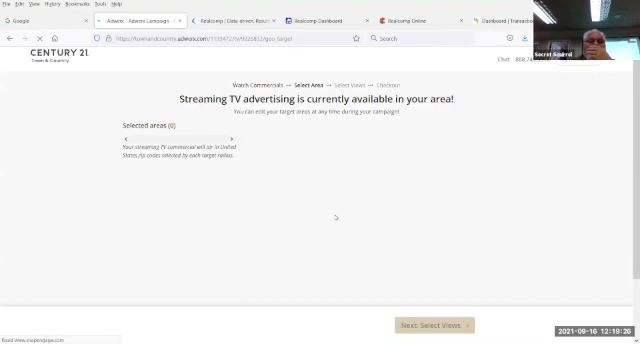 File Edit View History Bookmarks Tools Help
Google
Adwerx - Adwerx Campaign -
Realcomp | Data-driven, Resul
Realcomp Dashboard
Realcomp Online
Dashboard | Transactio
Search
Secrat Squirrel
CENTURY 21.
Town & Country
Chat
Watch Commercials → Select Area → Select Views → Checkout
Streaming TV advertising is currently available in your area!
You can edit your target areas at any time during your campaign!
Selected areas (0)
Your streaming TV commercial will air in United
States zip codes selected by each target radius.
Next: Select Views
2021-09-16 12:19:26